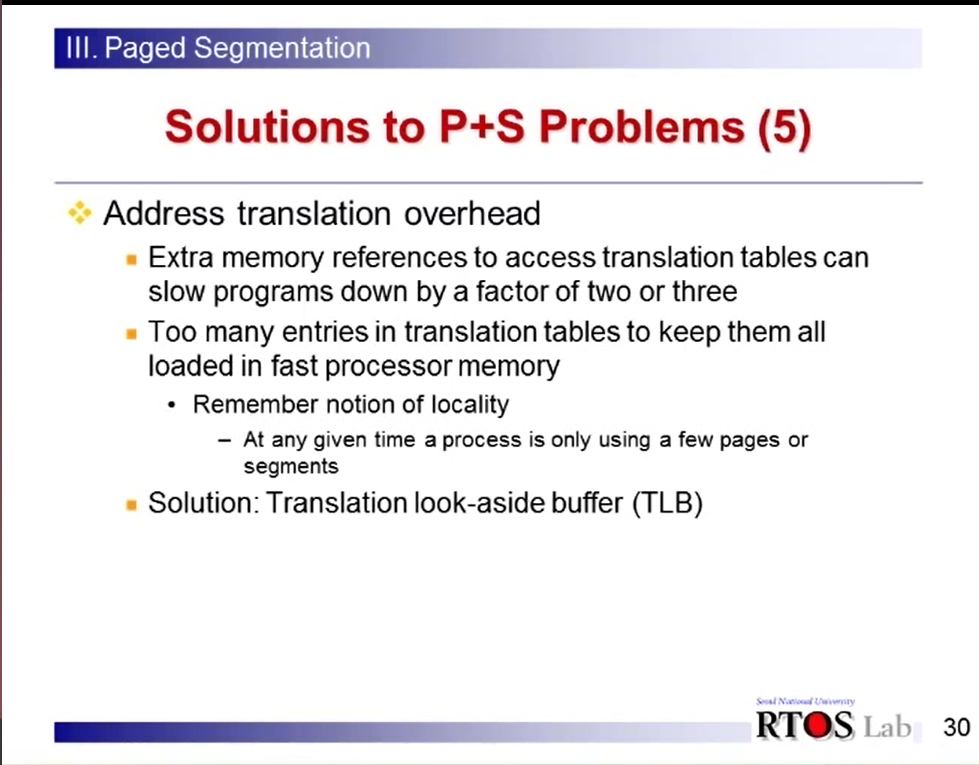 III. Paged Segmentation
Solutions to P+S Problems (5)
Address translation overhead
Extra memory references to access translation tables can
slow programs down by a factor of two or three
Too many entries in translation tables to keep them all
loaded in fast processor memory
• Remember notion of locality
– At any given time a process is only using a few pages or
segments
Solution: Translation look-aside buffer (TLB)
Seoul National University
RTOS Lab
30